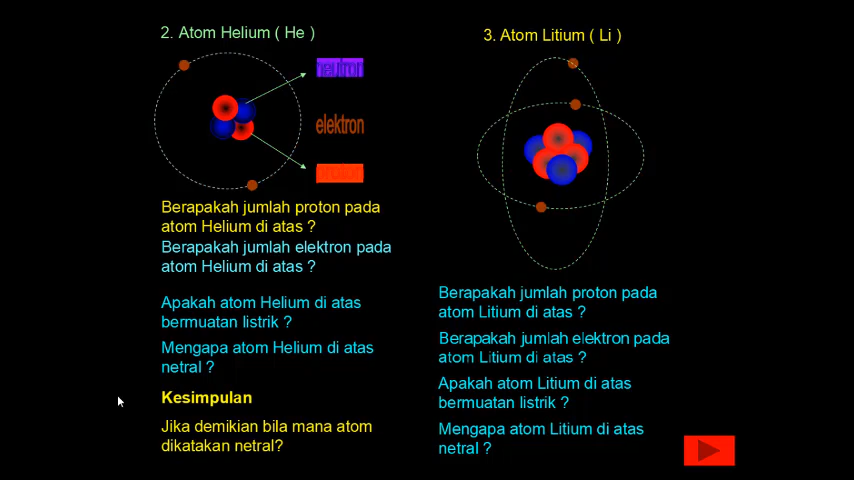 2. Atom Helium ( He )
neutron
elektron
proton
Berapakah jumlah proton pada
atom Helium di atas ?
Berapakah jumlah elektron pada
atom Helium di atas ?
Apakah atom Helium di atas
bermuatan listrik ?
Mengapa atom Helium di atas
netral ?
Kesimpulan
Jika demikian bila mana atom
dikatakan netral?
3. Atom Litium ( Li )
Berapakah jumlah proton pada
atom Litium di atas ?
Berapakah jumlah elektron pada
atom Litium di atas ?
Apakah atom Litium di atas
bermuatan listrik ?
Mengapa atom Litium di atas
netral ?